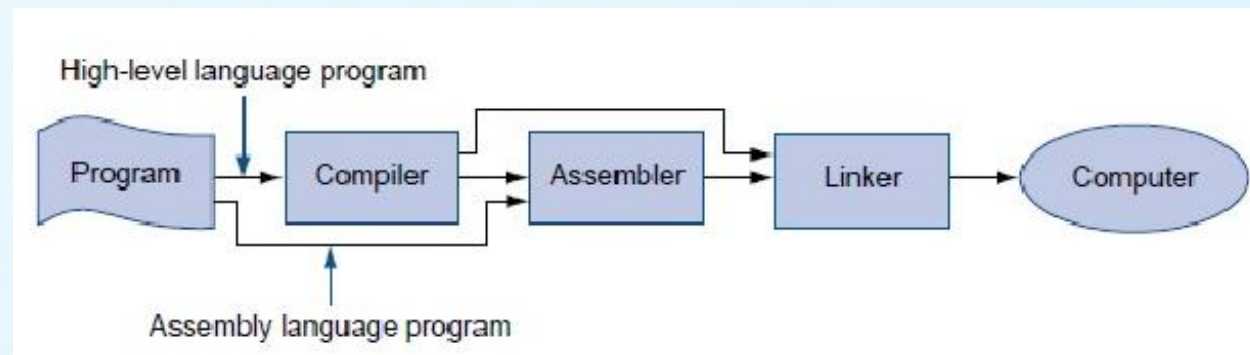 High-level language program
Program
Compiler
Assembler
Linker
Computer
Assembly language program